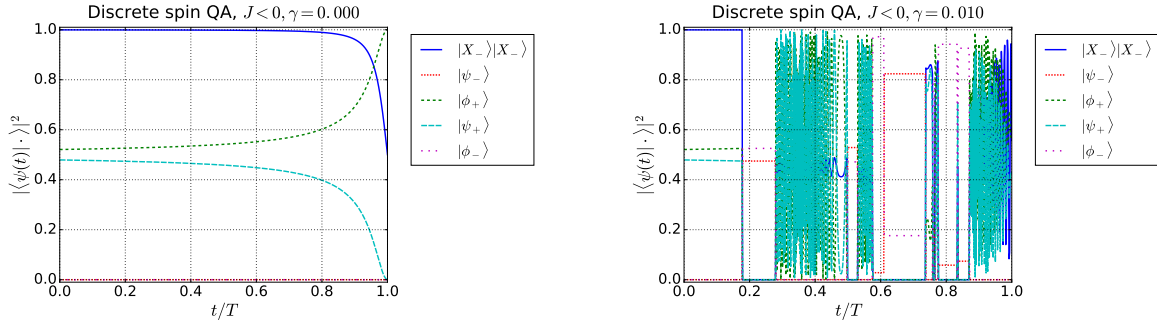 Discrete spin QA, J<0, γ=0.000
|⟨ψ(t)|·⟩|²
1.0
0.8
0.6
0.4
0.2
0.0
0.0 0.2 0.4 0.6 0.8 1.0
t/T
|X₋⟩|X₋⟩
|ψ₋⟩
|ϕ₊⟩
|ψ₊⟩
|ϕ₋⟩
Discrete spin QA, J<0, γ=0.010
|⟨ψ(t)|·⟩|²
1.0
0.8
0.6
0.4
0.2
0.0
0.0 0.2 0.4 0.6 0.8 1.0
t/T
|X₋⟩|X₋⟩
|ψ₋⟩
|ϕ₊⟩
|ψ₊⟩
|ϕ₋⟩